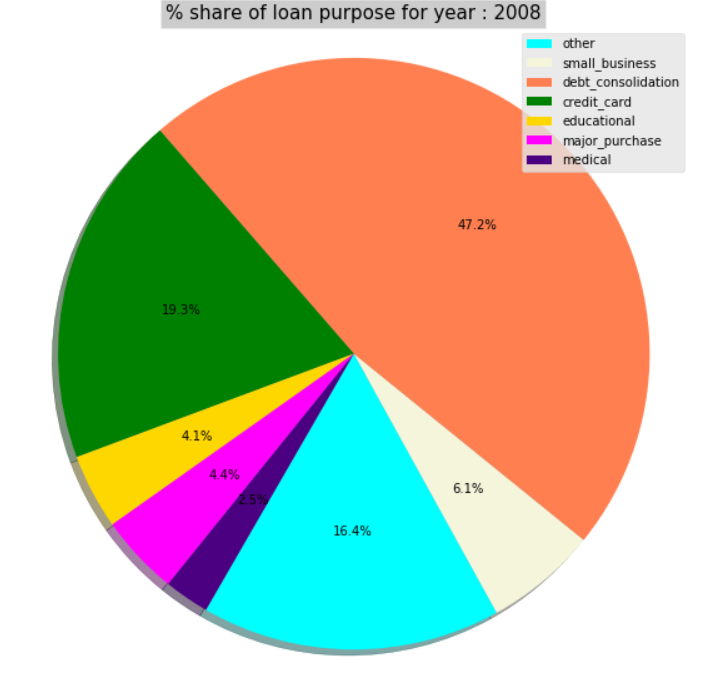 % share of loan purpose for year : 2008
other
small_business
debt_consolidation
credit_card
educational
major_purchase
medical
47.2%
19.3%
4.1%
4.4%
2.5%
6.1%
16.4%